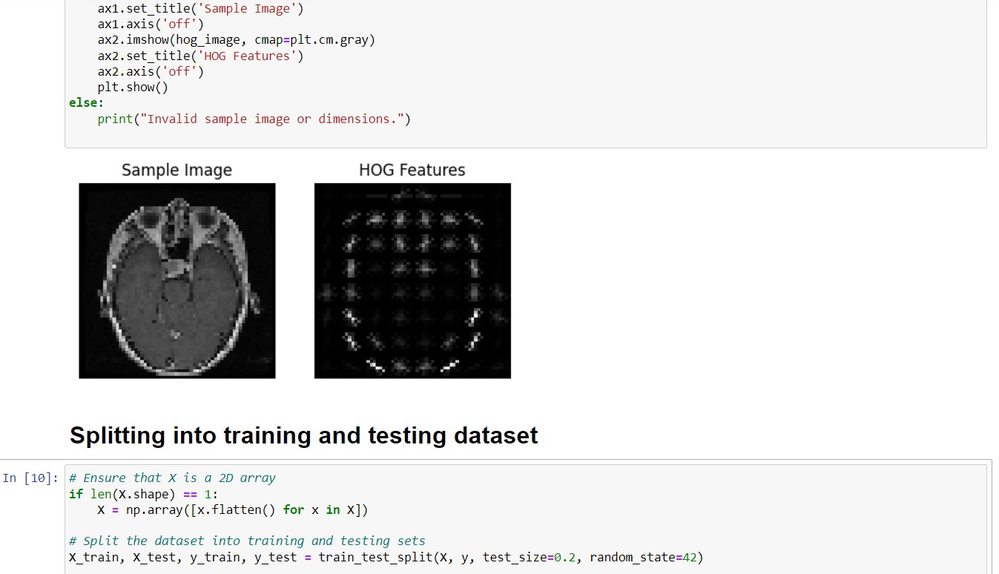 ax1.set_title('Sample Image')
    ax1.axis('off')
    ax2.imshow(hog_image, cmap=plt.cm.gray)
    ax2.set_title('HOG Features')
    ax2.axis('off')
    plt.show()
else:
    print("Invalid sample image or dimensions.")
Sample Image
HOG Features
Splitting into training and testing dataset
In [10]: # Ensure that X is a 2D array
if len(X.shape) == 1:
    X = np.array([x.flatten() for x in X])
# Split the dataset into training and testing sets
X_train, X_test, y_train, y_test = train_test_split(X, y, test_size=0.2, random_state=42)